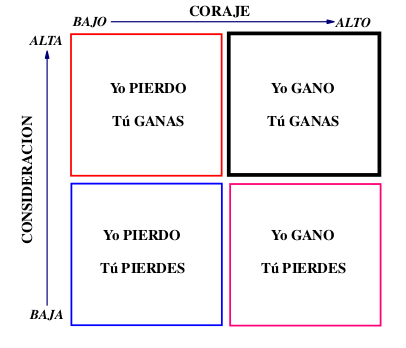 CORAJE
BAJO
ALTO
ALTA
CONSIDERACION
BAJA
Yo PIERDO
Tú GANAS
Yo GANO
Tú GANAS
Yo PIERDO
Tú PIERDES
Yo GANO
Tú PIERDES